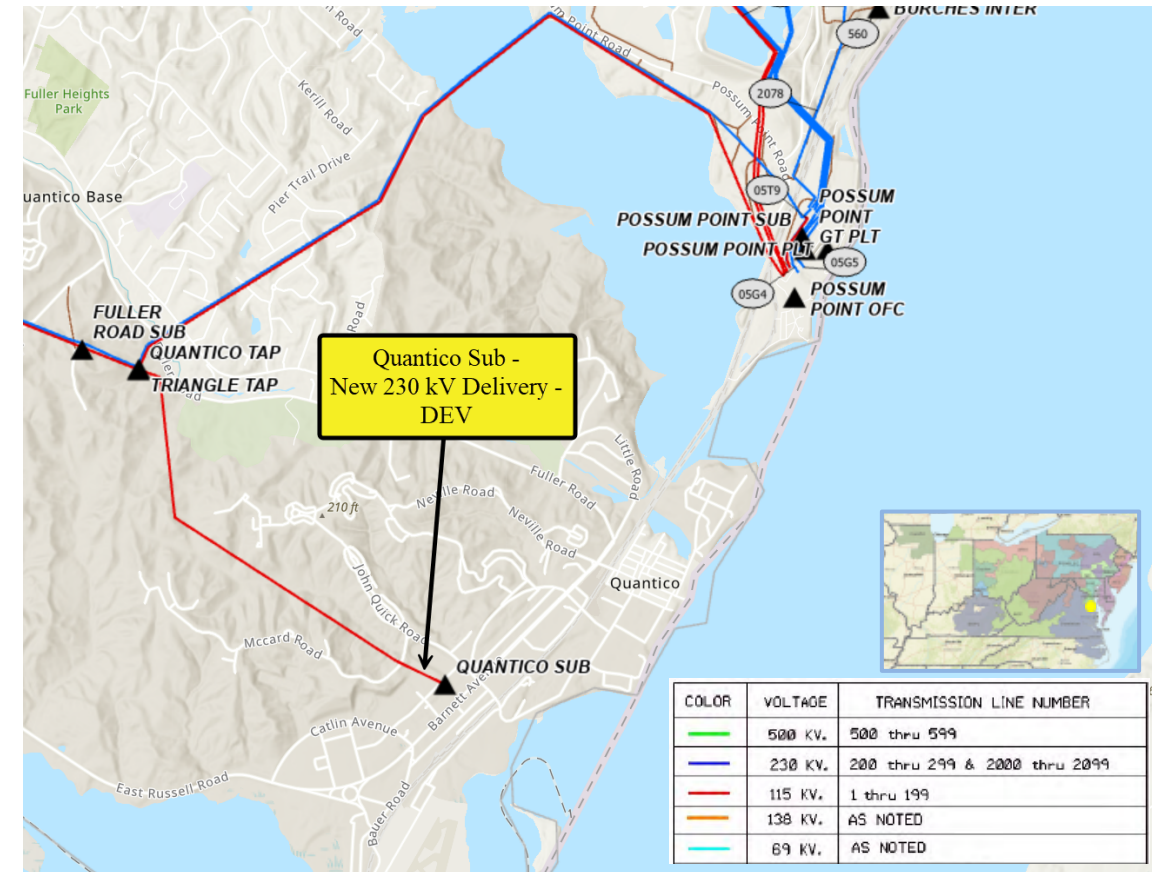 BURCHES INTER
560
Point Road
Possum Point Road
2078
Fuller Heights
Park
Kerill Road
Pier Trail Drive
uantico Base
05T9
POSSUM
POINT
GT PLT
POSSUM POINT SUB
POSSUM POINT PLT
05G5
05G4
POSSUM
POINT OFC
FULLER
ROAD SUB
QUANTICO TAP
TRIANGLE TAP
Road
Quantico Sub -
New 230 kV Delivery -
DEV
Little Road
Fuller Road
Neville Road
Neville Road
210 ft
John Quick Road
Quantico
Mccard Road
QUANTICO SUB
Barnett Ave
Catlin Avenue
East Russell Road
Bauer Road
COLOR VOLTAGE TRANSMISSION LINE NUMBER
500 KV. 500 thru 599
230 KV. 200 thru 299 & 2000 thru 2099
115 KV. 1 thru 199
138 KV. AS NOTED
69 KV. AS NOTED